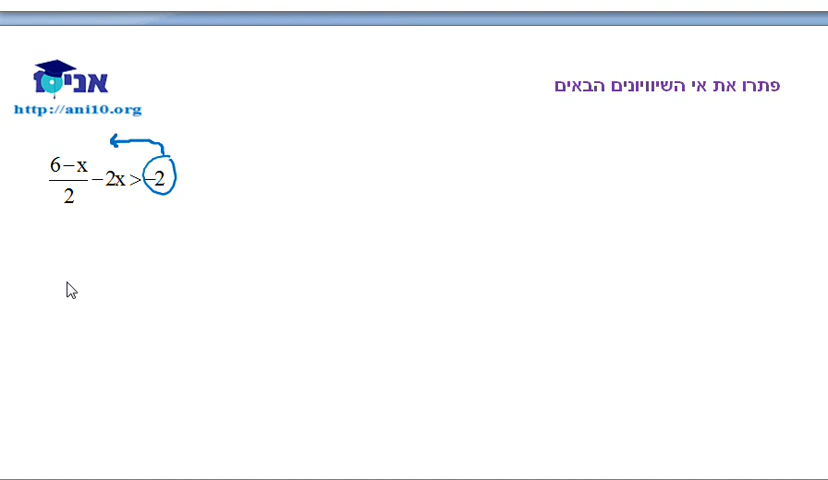 אני10
http://ani10.org
פתרו את אי השיוויונים הבאים
6−x
2
−2x>−2